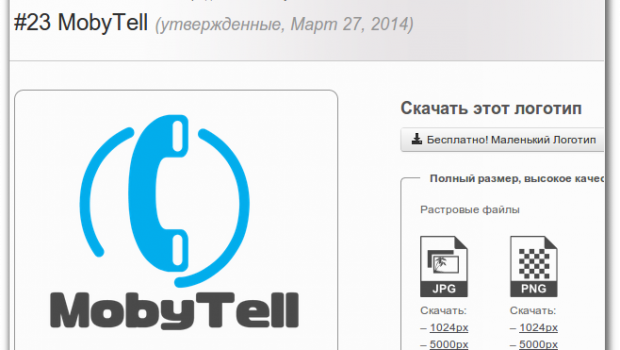 #23 MobyTell (утвержденные, Март 27, 2014)
MobyTell
Скачать этот логотип
Бесплатно! Маленький Логотип
Полный размер, высокое качес
Растровые файлы
JPG PNG
Скачать: Скачать:
– 1024px – 1024px
– 5000px – 5000px